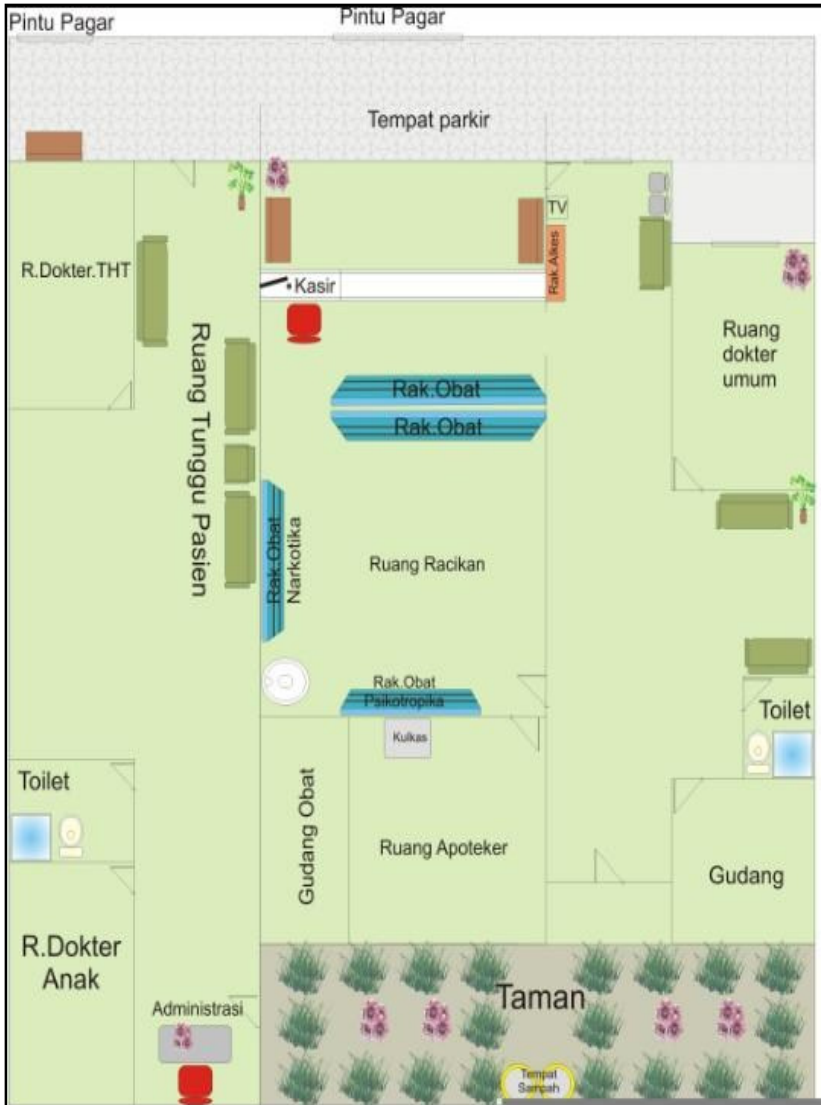 Pintu Pagar
Pintu Pagar
Tempat parkir
R.Dokter.THT
TV
Rak.Alkes
Kasir
Ruang
dokter
umum
Ruang Tunggu Pasien
Rak.Obat
Rak.Obat
Rak.Obat
Narkotika
Ruang Racikan
Rak.Obat
Psikotropika
Kulkas
Toilet
Toilet
Gudang Obat
Ruang Apoteker
Gudang
R.Dokter
Anak
Administrasi
Taman
Tempat
Sampah